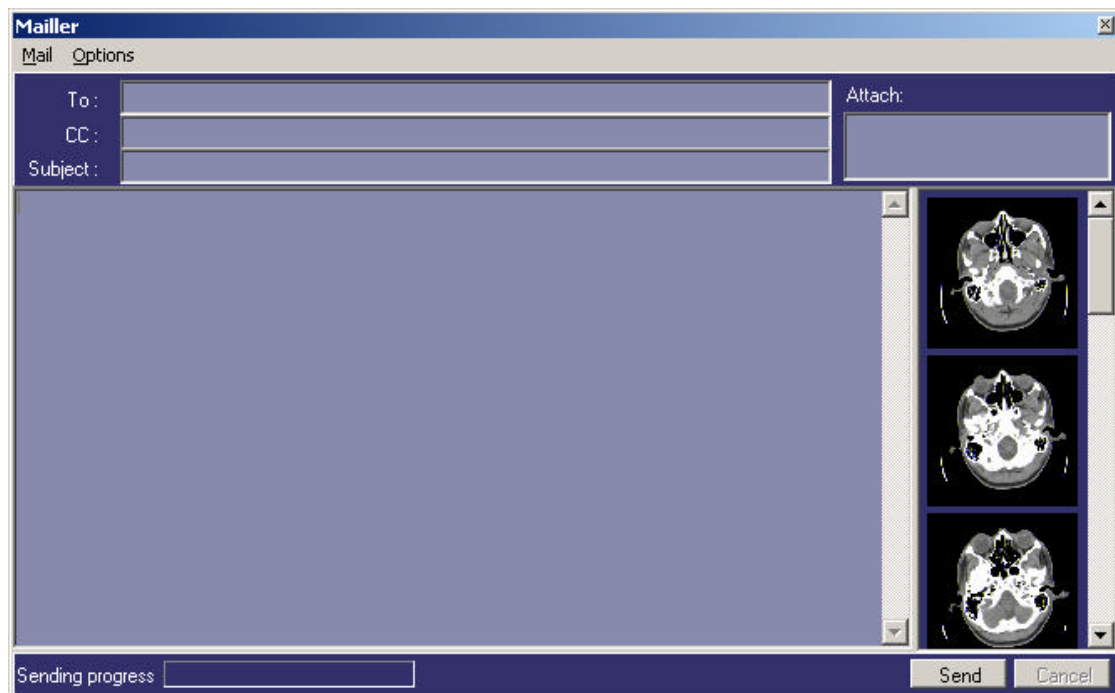 Mailler
Mail Options
To :
CC :
Subject :
Attach:
Sending progress
Send Cancel